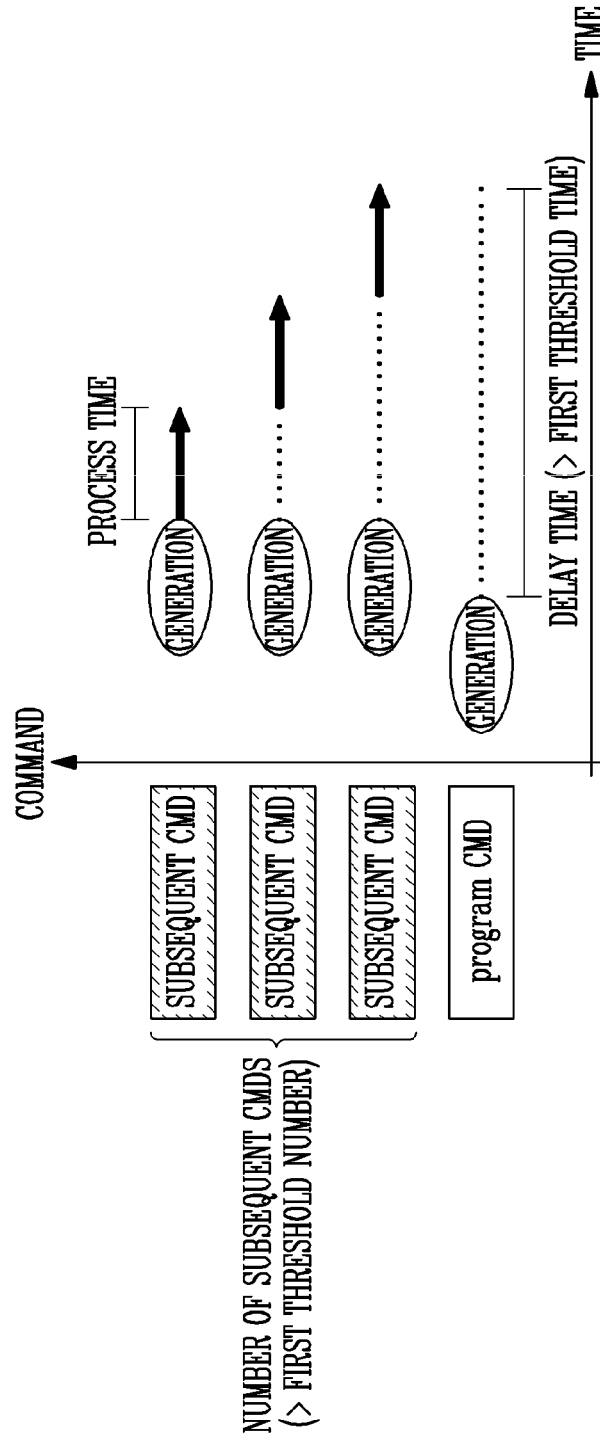 COMMAND
PROCESS TIME
NUMBER OF SUBSEQUENT CMDS
(> FIRST THRESHOLD NUMBER)
SUBSEQUENT CMD
GENERATION
SUBSEQUENT CMD
GENERATION
SUBSEQUENT CMD
GENERATION
program CMD
GENERATION
DELAY TIME (> FIRST THRESHOLD TIME)
TIME